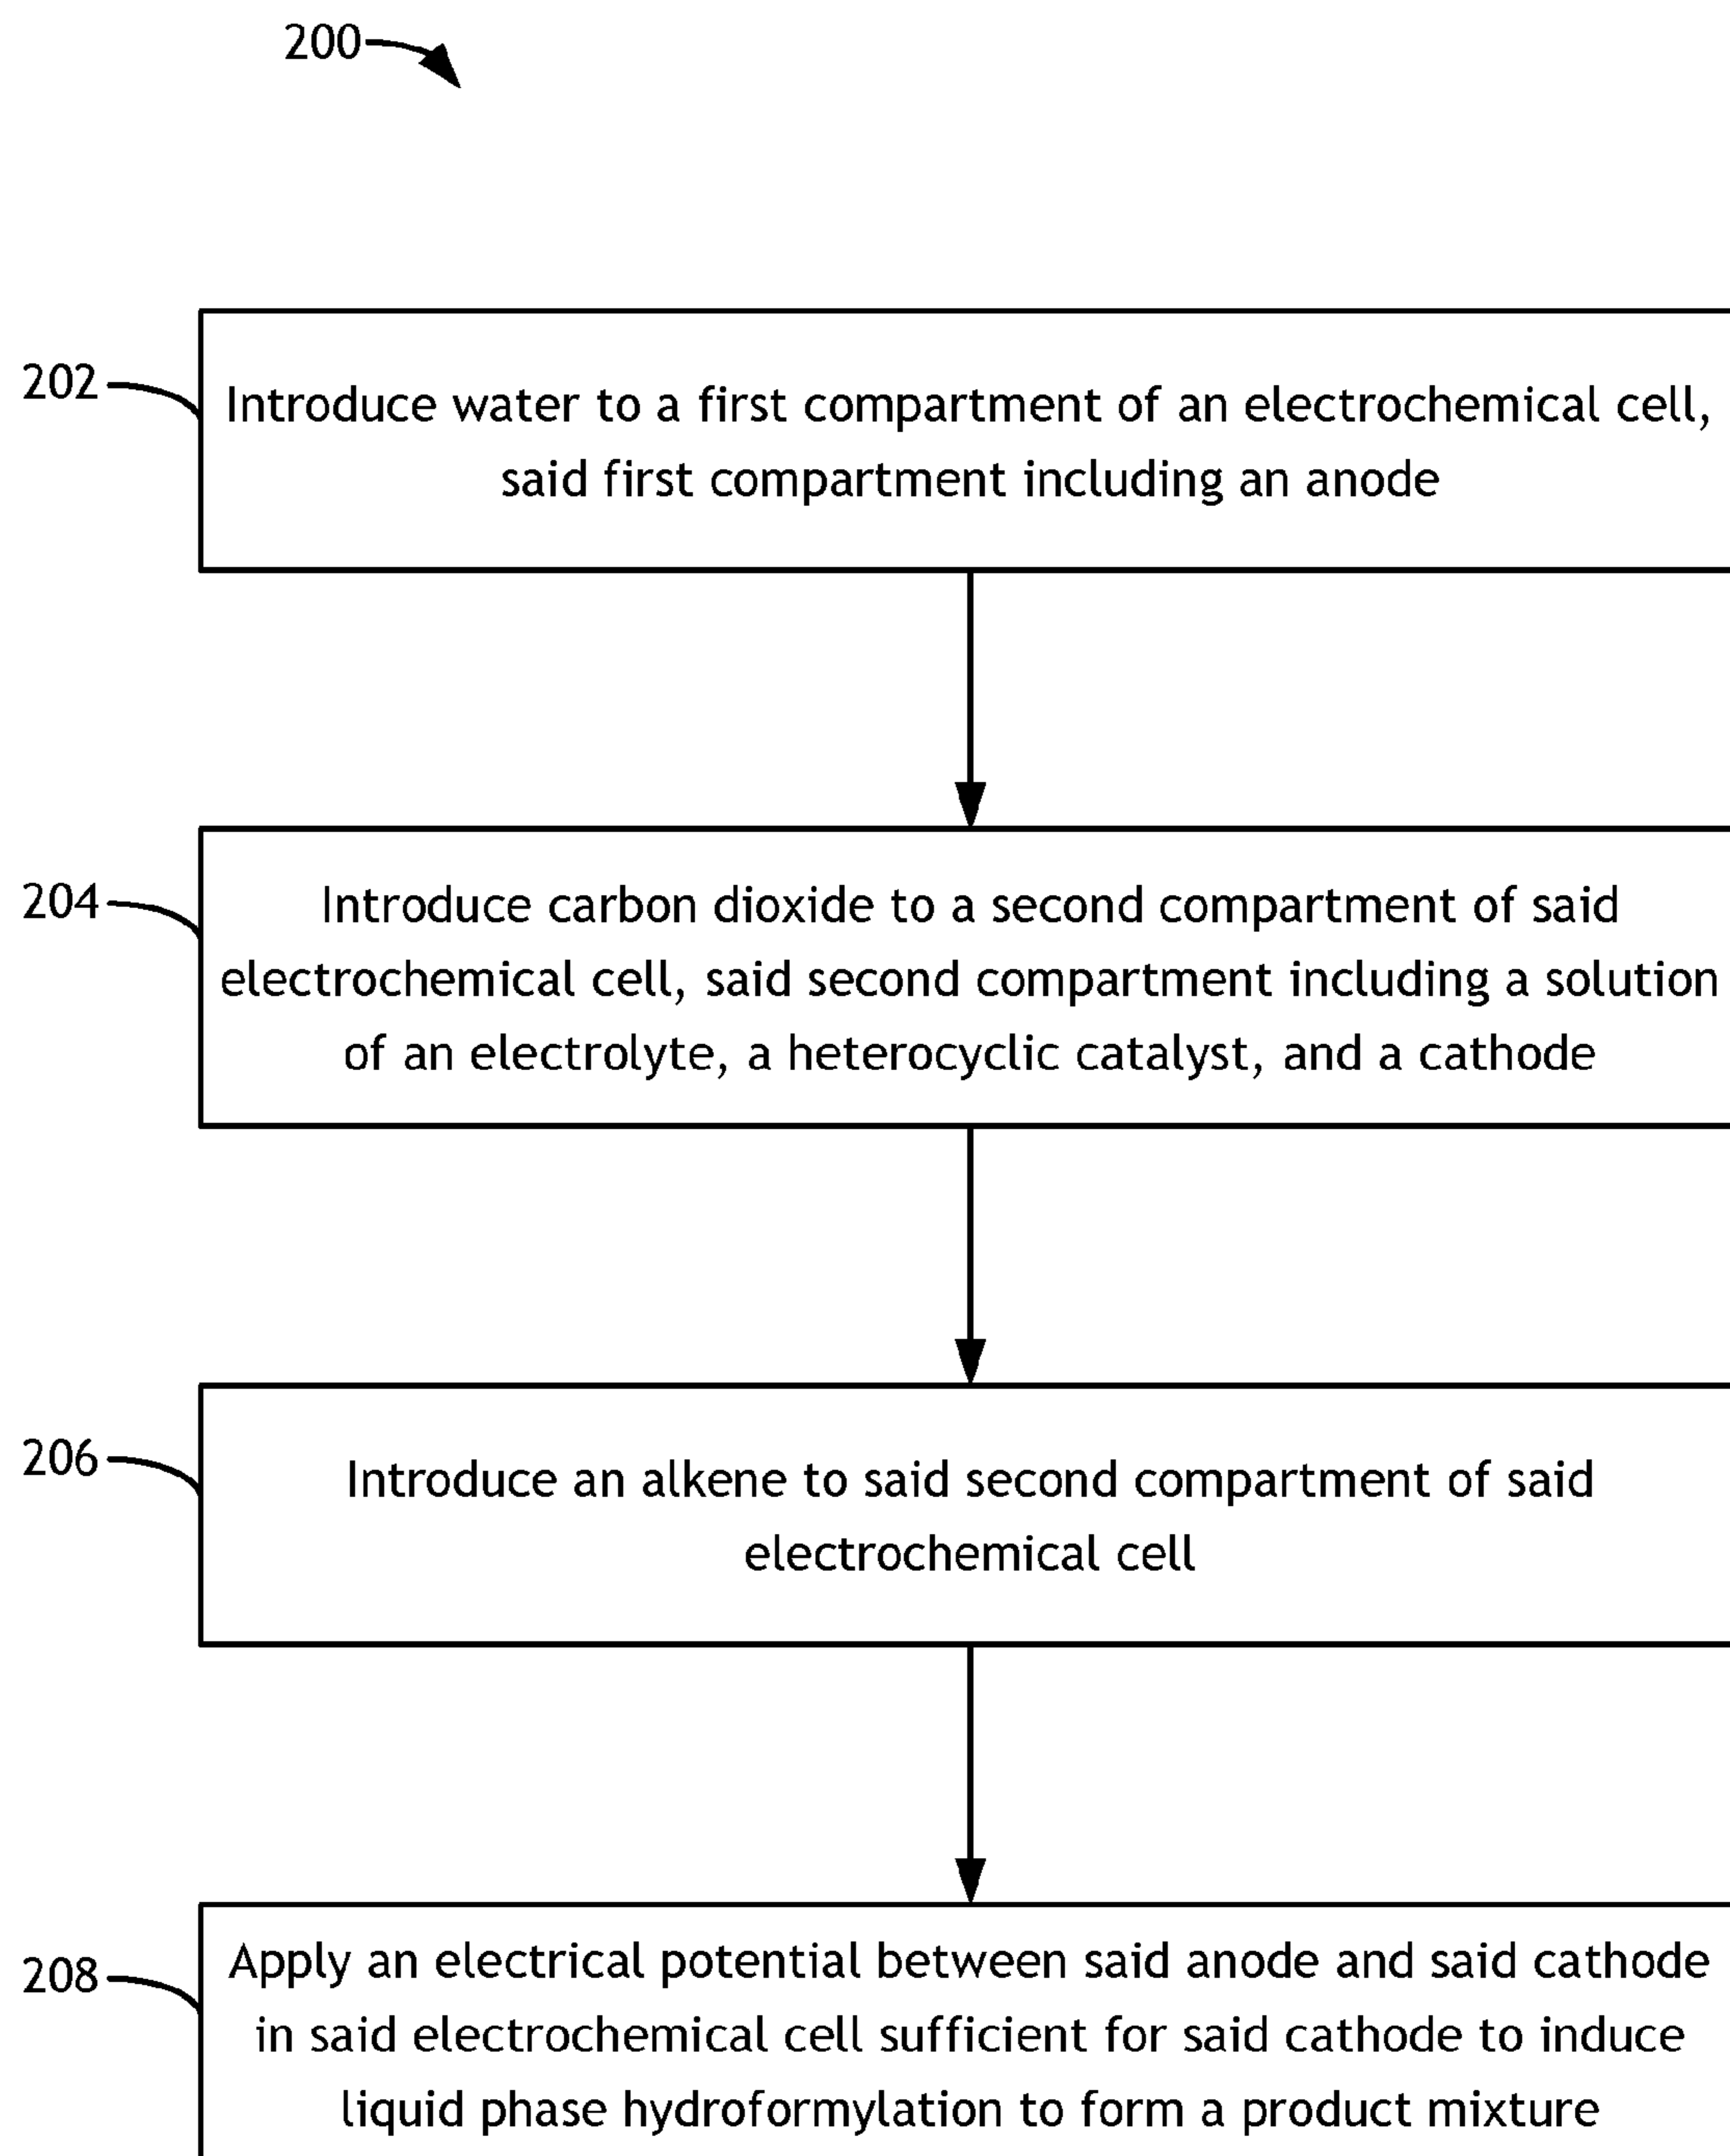 200
202
Introduce water to a first compartment of an electrochemical cell,
said first compartment including an anode
204
Introduce carbon dioxide to a second compartment of said
electrochemical cell, said second compartment including a solution
of an electrolyte, a heterocyclic catalyst, and a cathode
206
Introduce an alkene to said second compartment of said
electrochemical cell
208
Apply an electrical potential between said anode and said cathode
in said electrochemical cell sufficient for said cathode to induce
liquid phase hydroformylation to form a product mixture